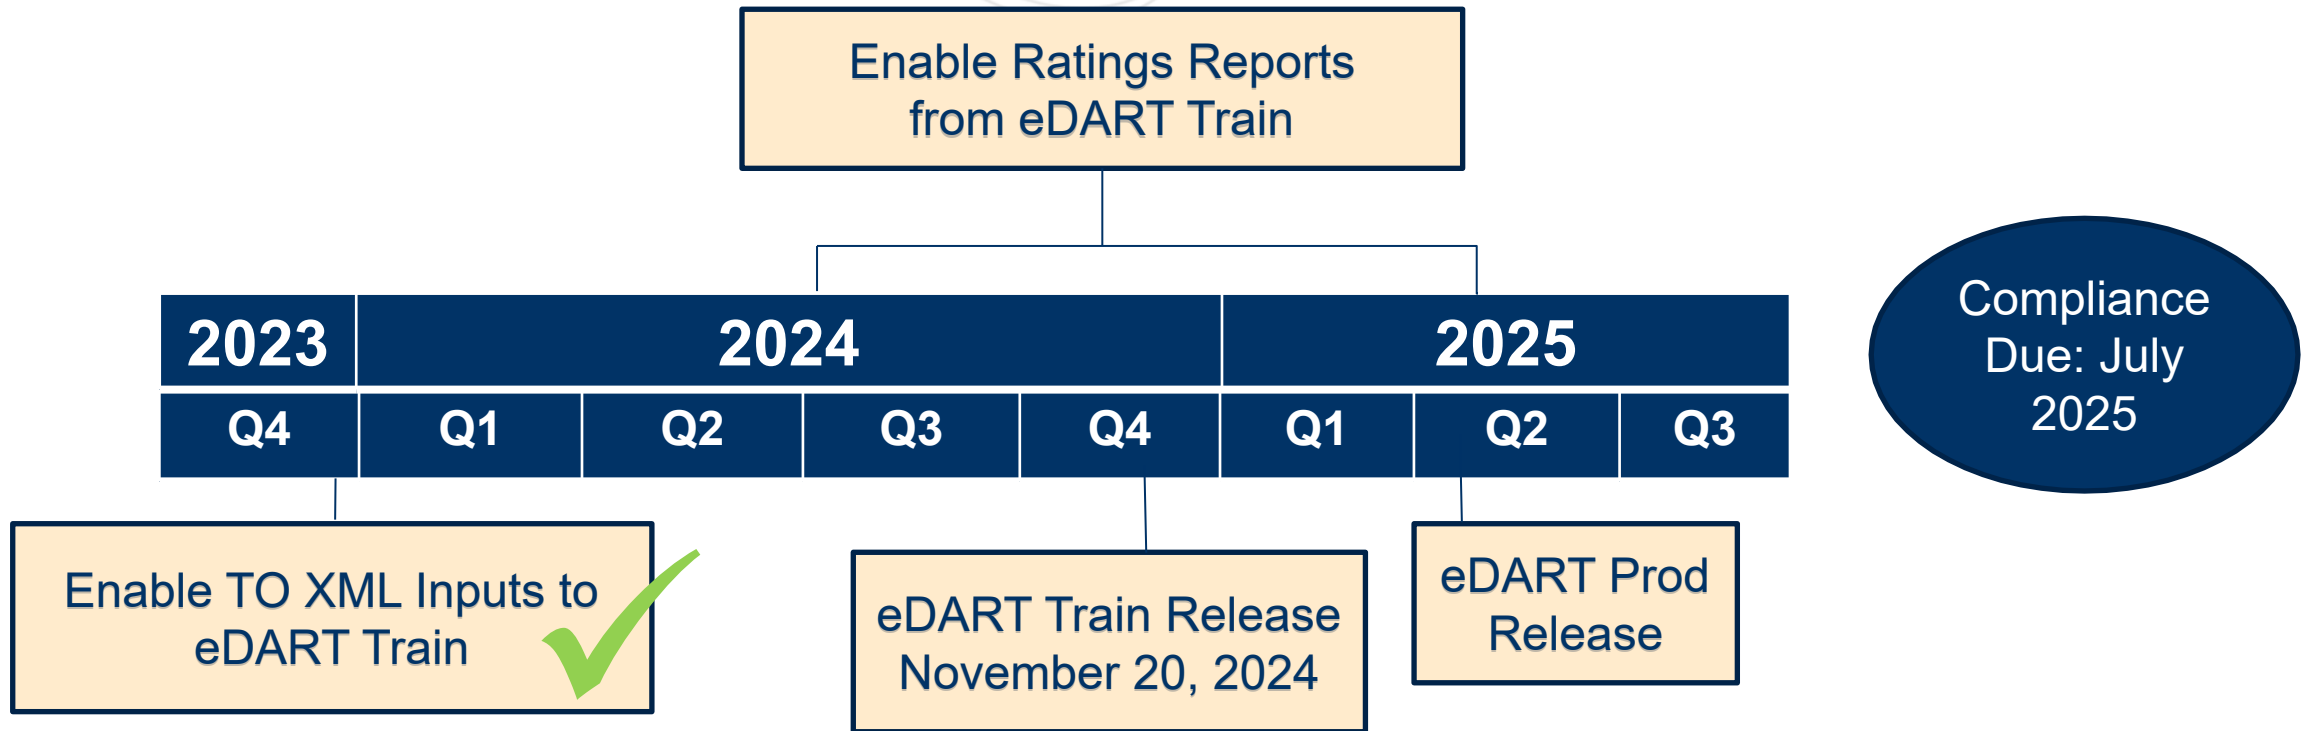 Enable Ratings Reports
from eDART Train
2023
2024
2025
Q4
Q1
Q2
Q3
Q4
Q1
Q2
Q3
Compliance
Due: July
2025
Enable TO XML Inputs to
eDART Train
eDART Train Release
November 20, 2024
eDART Prod
Release